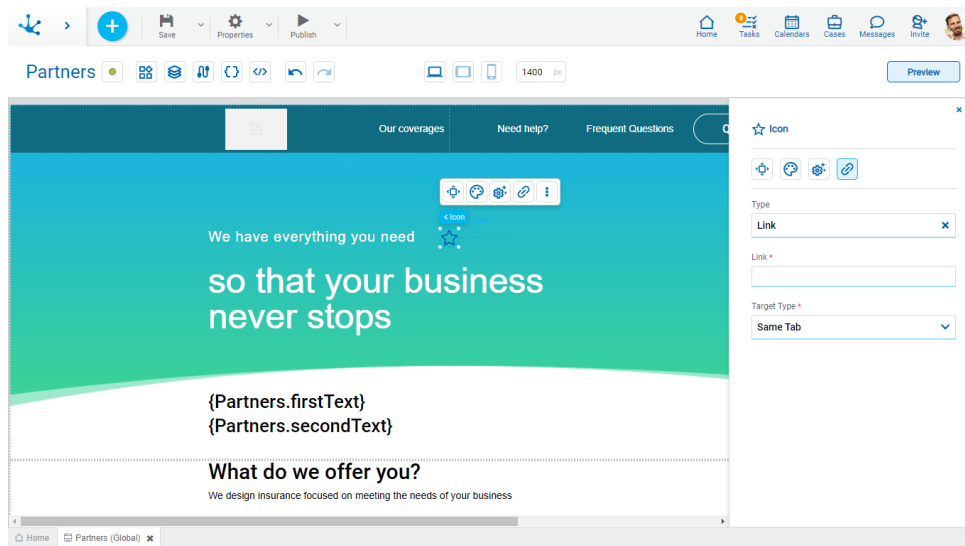 Save
Properties
Publish
Home
9
Tasks
Calendars
Cases
Messages
Invite
Partners
1400 px
Preview
Our coverages
Need help?
Frequent Questions
Icon
Type
Link
Link *
Target Type *
Same Tab
Icon
We have everything you need
so that your business
never stops
{Partners.firstText}
{Partners.secondText}
What do we offer you?
We design insurance focused on meeting the needs of your business
Home
Partners (Global)